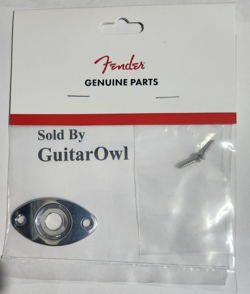 Fender
GENUINE PARTS
Sold By
GuitarOwl